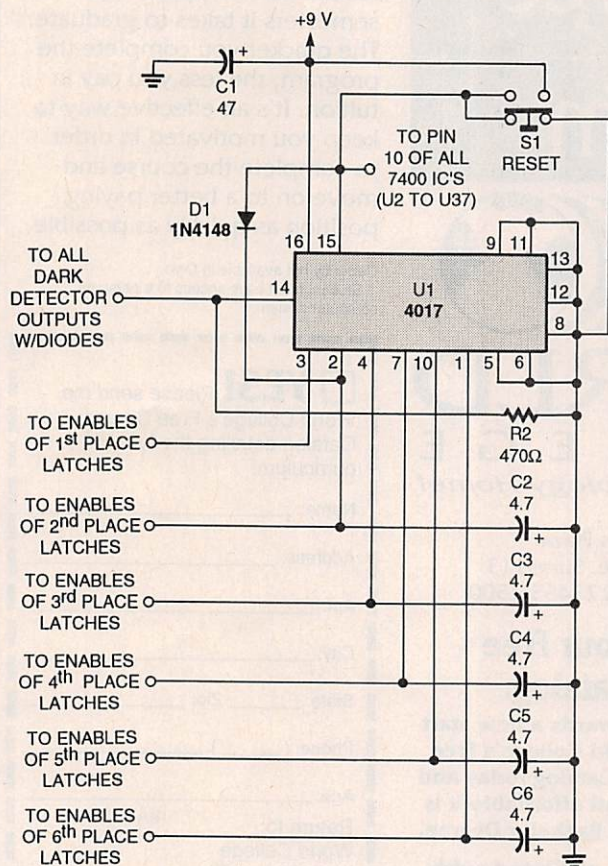 +9 V
+
C1
47
S1
RESET
TO PIN
10 OF ALL
7400 IC'S
(U2 TO U37)
D1
1N4148
TO ALL
DARK
DETECTOR
OUTPUTS
W/DIODES
16 15
9 11
14
13
12
8
U1
4017
3 2 4 7 10 1 5 6
R2
470Ω
TO ENABLES
OF 1st PLACE
LATCHES
C2
4.7
+
TO ENABLES
OF 2nd PLACE
LATCHES
C3
4.7
+
TO ENABLES
OF 3rd PLACE
LATCHES
C4
4.7
+
TO ENABLES
OF 4th PLACE
LATCHES
C5
4.7
+
TO ENABLES
OF 5th PLACE
LATCHES
C6
4.7
+
TO ENABLES
OF 6th PLACE
LATCHES